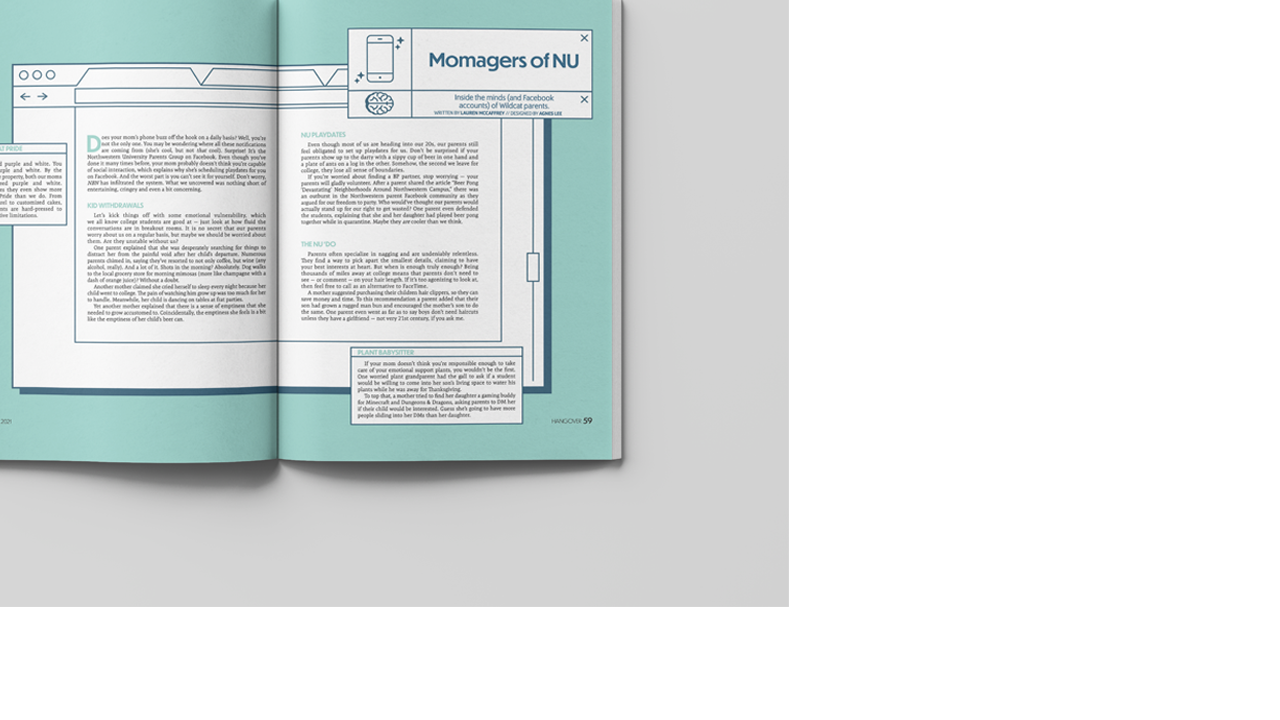 Momagers of NU
Inside the minds (and Facebook
accounts) of Wildcat parents.
WRITTEN BY LAUREN MCCAFFREY // DESIGNED BY AGNES LEE
AT PRIDE
d purple and white. You
rple and white. By the
property, both our moms
eed purple and white.
ns they even show more
Pride than we do. From
sel to customized cakes,
nts are hard-pressed to
tive limitations.
Does your mom's phone buzz off the hook on a daily basis? Well, you're
not the only one. You may be wondering where all these notifications
are coming from (she's cool, but not that cool). Surprise! It's the
Northwestern University Parents Group on Facebook. Even though you've
done it many times before, your mom probably doesn't think you're capable
of social interaction, which explains why she's scheduling playdates for you
on Facebook. And the worst part is you can't see it for yourself. Don't worry,
NBN has infiltrated the system. What we uncovered was nothing short of
entertaining, cringey and even a bit concerning.
KID WITHDRAWALS
Let's kick things off with some emotional vulnerability, which
we all know college students are good at — just look at how fluid the
conversations are in breakout rooms. It is no secret that our parents
worry about us on a regular basis, but maybe we should be worried about
them. Are they unstable without us?
One parent explained that she was desperately searching for things to
distract her from the painful void after her child's departure. Numerous
parents chimed in, saying they've resorted to not only coffee, but wine (any
alcohol, really). And a lot of it. Shots in the morning? Absolutely. Dog walks
to the local grocery store for morning mimosas (more like champagne with a
dash of orange juice)? Without a doubt.
Another mother claimed she cried herself to sleep every night because her
child went to college. The pain of watching him grow up was too much for her
to handle. Meanwhile, her child is dancing on tables at frat parties.
Yet another mother explained that there is a sense of emptiness that she
needed to grow accustomed to. Coincidentally, the emptiness she feels is a bit
like the emptiness of her child's beer can.
NU PLAYDATES
Even though most of us are heading into our 20s, our parents still
feel obligated to set up playdates for us. Don't be surprised if your
parents show up to the darty with a sippy cup of beer in one hand and
a plate of ants on a log in the other. Somehow, the second we leave for
college, they lose all sense of boundaries.
If you're worried about finding a BP partner, stop worrying — your
parents will gladly volunteer. After a parent shared the article "Beer Pong
'Devastating' Neighborhoods Around Northwestern Campus," there was
an outburst in the Northwestern parent Facebook community as they
argued for our freedom to party. Who would've thought our parents would
actually stand up for our right to get wasted? One parent even defended
the students, explaining that she and her daughter had played beer pong
together while in quarantine. Maybe they are cooler than we think.
THE NU 'DO
Parents often specialize in nagging and are undeniably relentless.
They find a way to pick apart the smallest details, claiming to have
your best interests at heart. But when is enough truly enough? Being
thousands of miles away at college means that parents don't need to
see — or comment — on your hair length. If it's too agonizing to look at,
then feel free to call as an alternative to FaceTime.
A mother suggested purchasing their children hair clippers, so they can
save money and time. To this recommendation a parent added that their
son had grown a rugged man bun and encouraged the mother's son to do
the same. One parent even went as far as to say boys don't need haircuts
unless they have a girlfriend — not very 21st century, if you ask me.
PLANT BABYSITTER
If your mom doesn't think you're responsible enough to take
care of your emotional support plants, you wouldn't be the first.
One worried plant grandparent had the gall to ask if a student
would be willing to come into her son's living space to water his
plants while he was away for Thanksgiving.
To top that, a mother tried to find her daughter a gaming buddy
for Minecraft and Dungeons & Dragons, asking parents to DM her
if their child would be interested. Guess she's going to have more
people sliding into her DMs than her daughter.
2021
HANGOVER 59